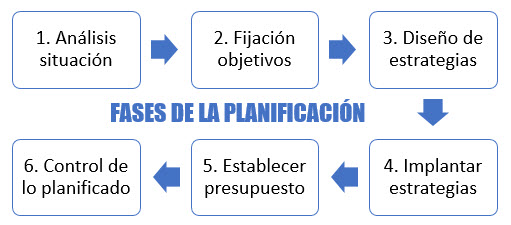 1. Análisis
situación
2. Fijación
objetivos
3. Diseño de
estrategias
FASES DE LA PLANIFICACIÓN
4. Implantar
estrategias
5. Establecer
presupuesto
6. Control de
lo planificado